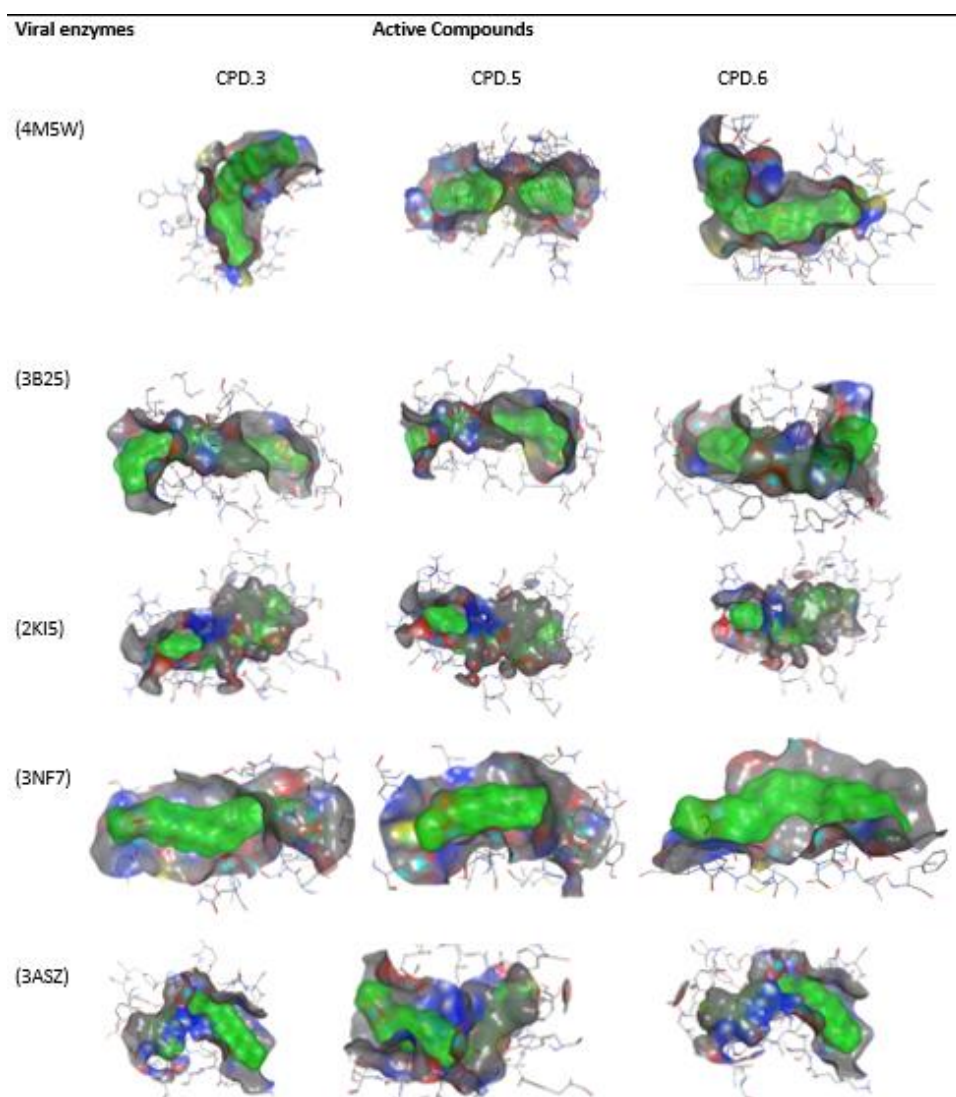 Viral enzymes Active Compounds
CPD.3 CPD.5 CPD.6
(4M5W)
(3B25)
(2KI5)
(3NF7)
(3ASZ)